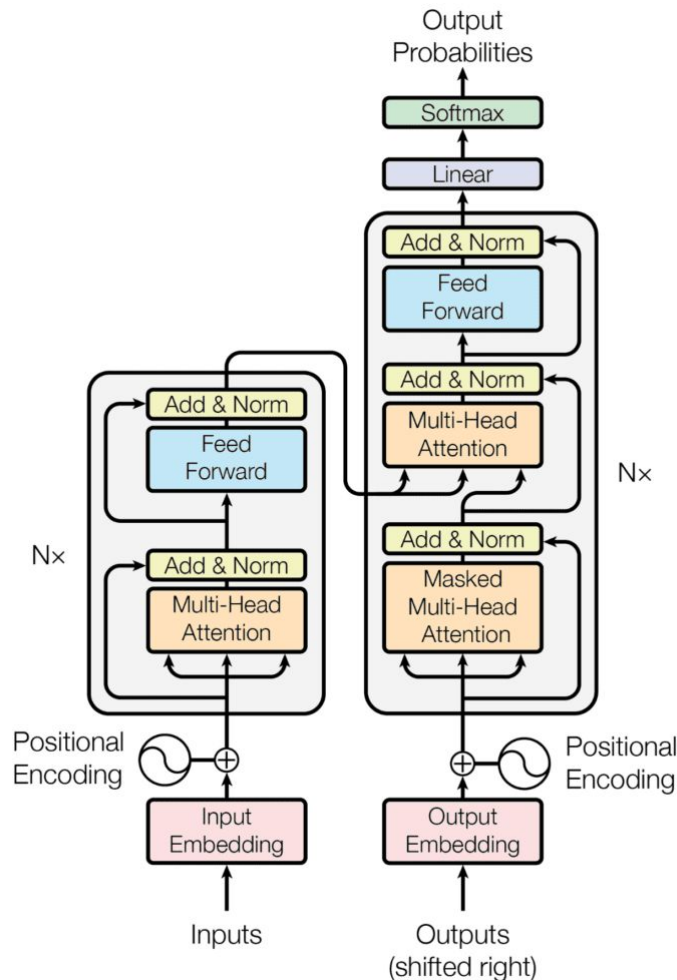 Output
Probabilities
Softmax
Linear
Add & Norm
Feed
Forward
Add & Norm
Multi-Head
Attention
Add & Norm
Masked
Multi-Head
Attention
N×
Add & Norm
Feed
Forward
Add & Norm
Multi-Head
Attention
N×
Positional
Encoding
Positional
Encoding
Input
Embedding
Output
Embedding
Inputs
Outputs
(shifted right)